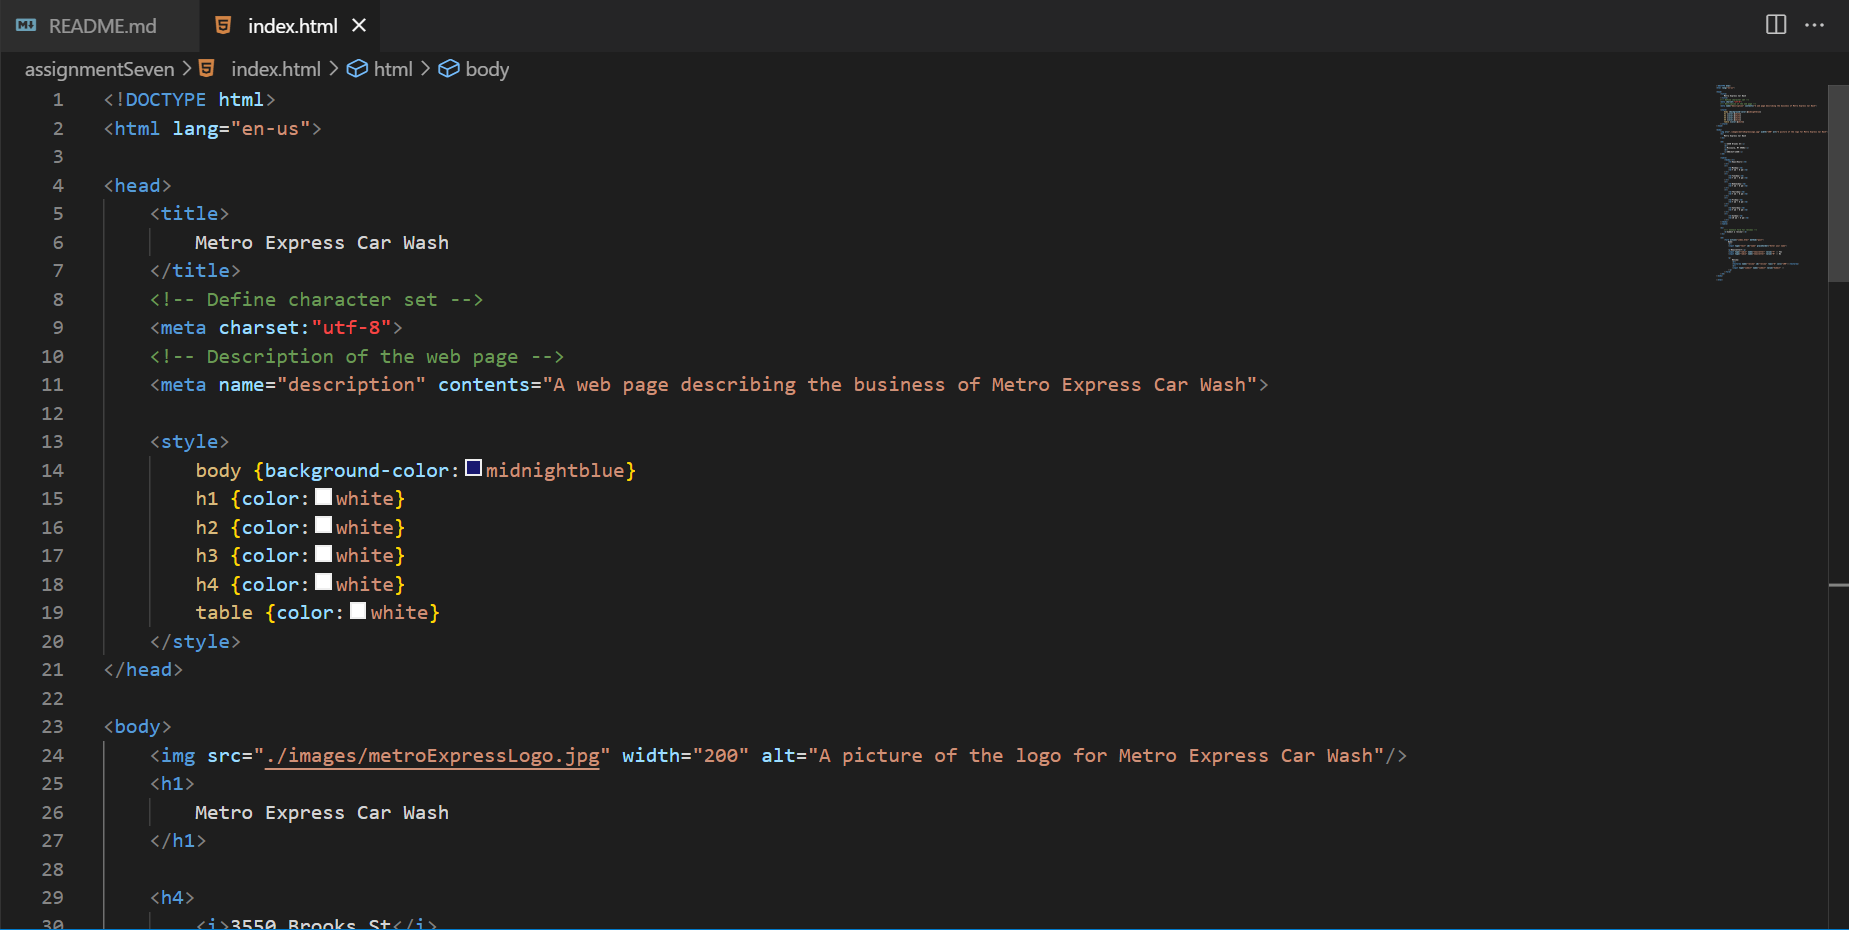 README.md index.html
assignmentSeven > index.html > html > body
1 <!DOCTYPE html>
2 <html lang="en-us">
3
4 <head>
5 <title>
6 Metro Express Car Wash
7 </title>
8 <!-- Define character set -->
9 <meta charset:"utf-8">
10 <!-- Description of the web page -->
11 <meta name="description" contents="A web page describing the business of Metro Express Car Wash">
12
13 <style>
14 body {background-color: midnightblue}
15 h1 {color: white}
16 h2 {color: white}
17 h3 {color: white}
18 h4 {color: white}
19 table {color: white}
20 </style>
21 </head>
22
23 <body>
24 <img src="./images/metroExpressLogo.jpg" width="200" alt="A picture of the logo for Metro Express Car Wash"/>
25 <h1>
26 Metro Express Car Wash
27 </h1>
28
29 <h4>
30 <i>3550 Brooks St</i>